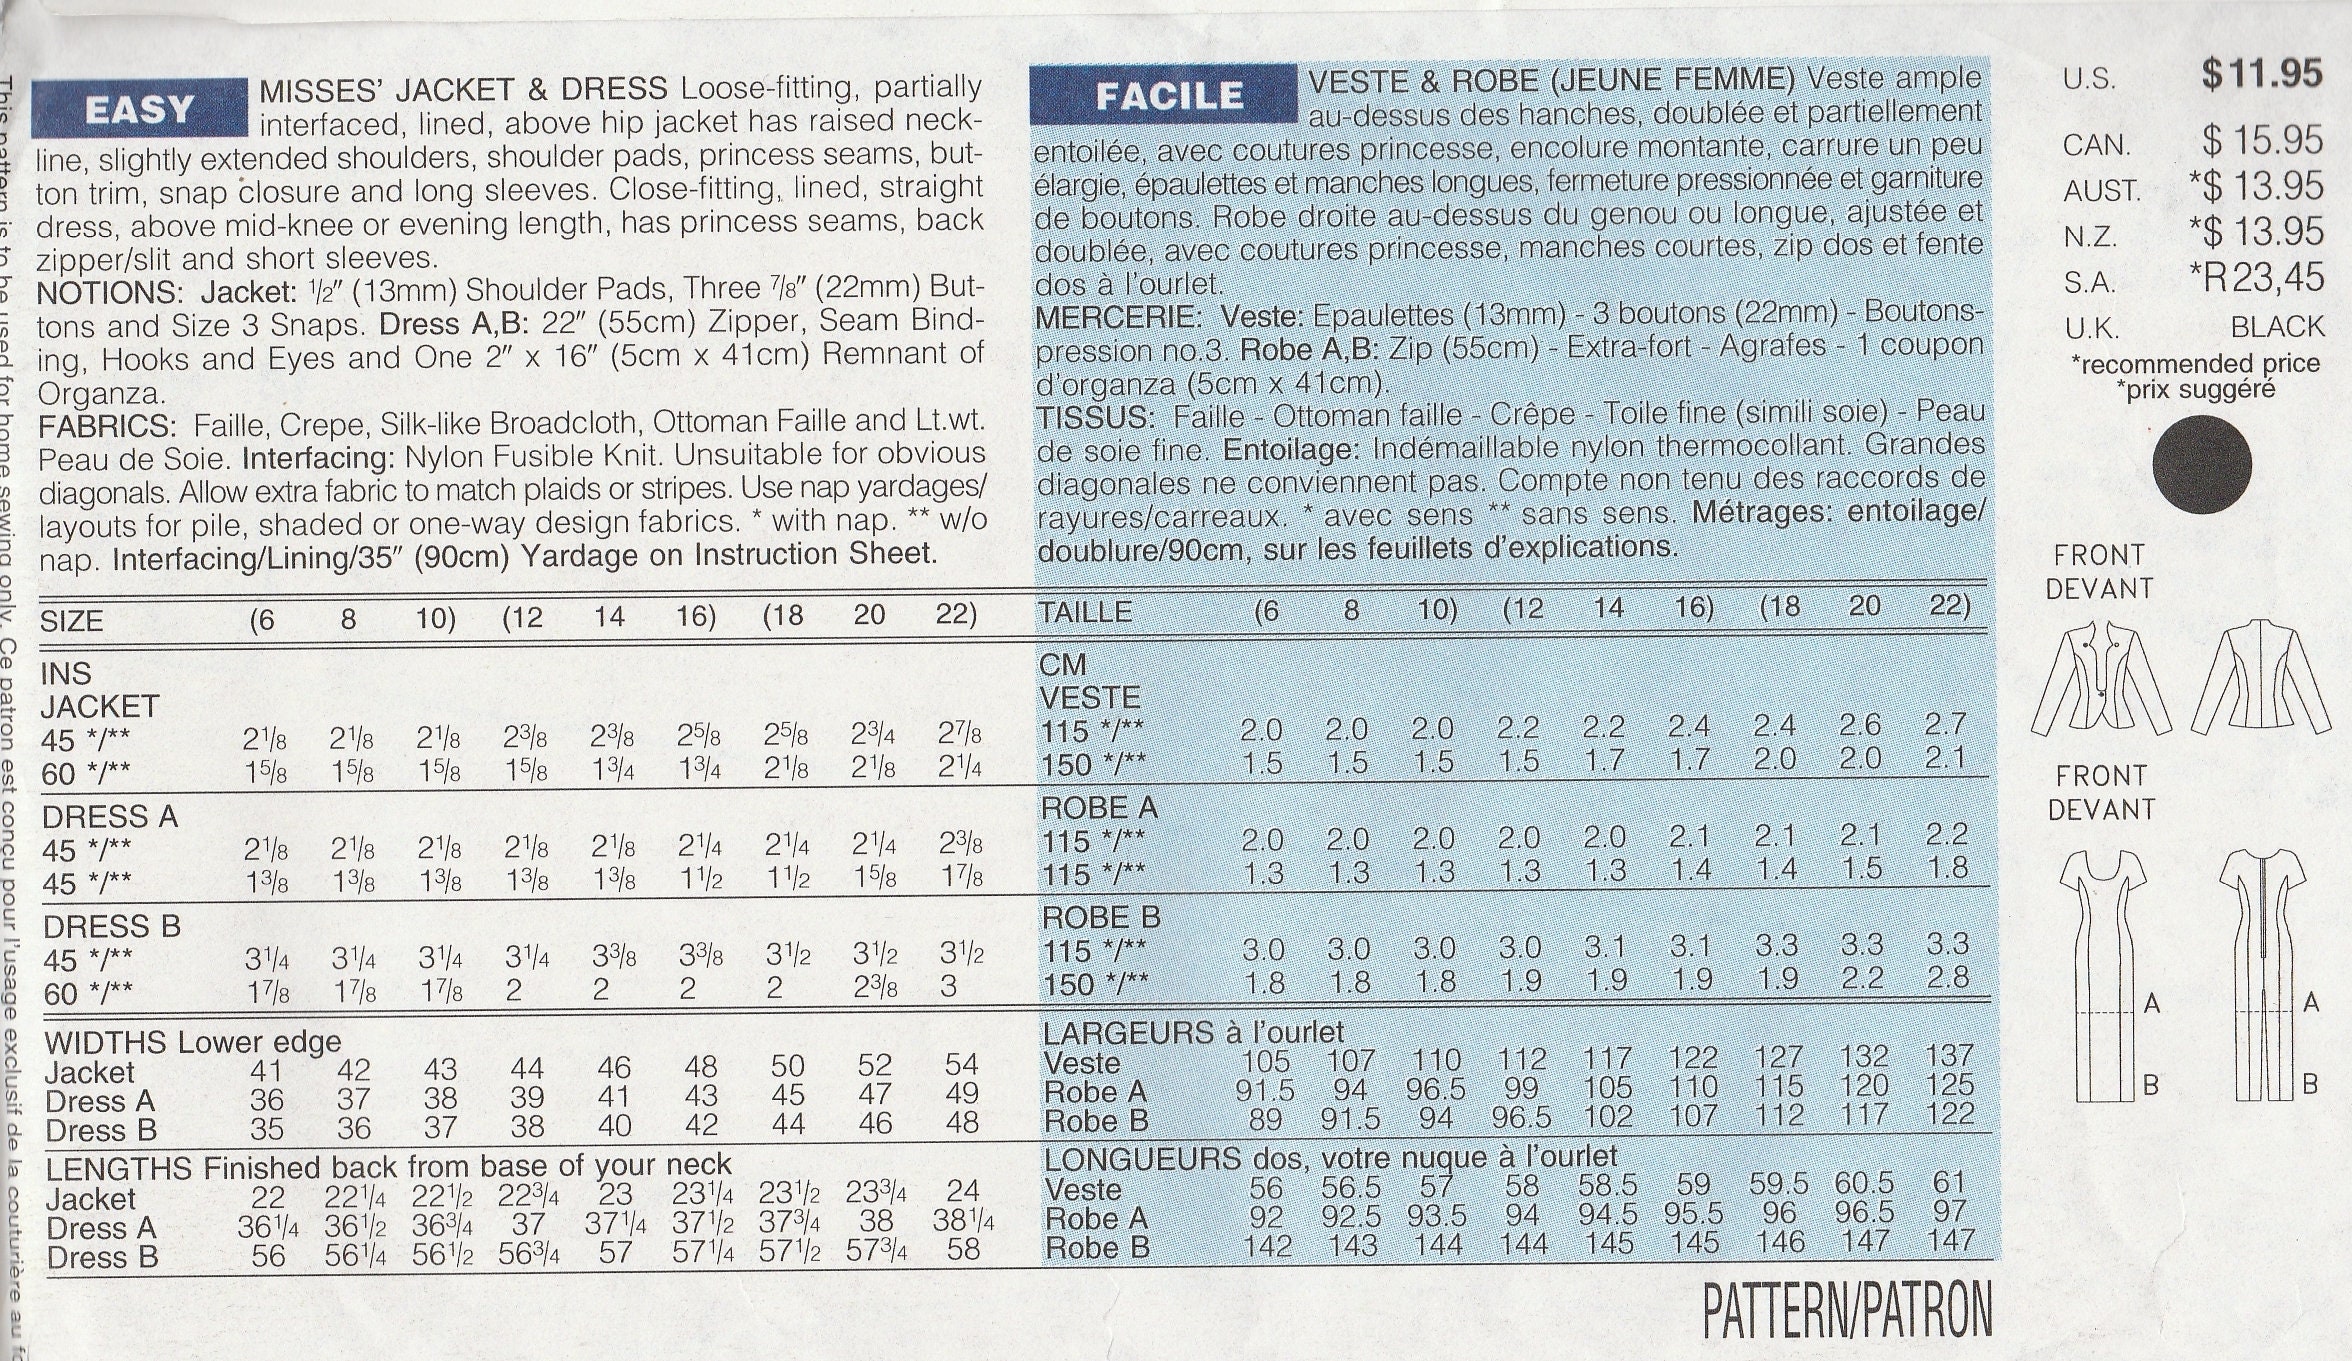 EASY MISSES' JACKET & DRESS Loose-fitting, partially
interfaced, lined, above hip jacket has raised neck-
line, slightly extended shoulders, shoulder pads, princess seams, but-
ton trim, snap closure and long sleeves. Close-fitting, lined, straight
dress, above mid-knee or evening length, has princess seams, back
zipper/slit and short sleeves.
NOTIONS: Jacket: 1/2" (13mm) Shoulder Pads, Three 7/8" (22mm) But-
tons and Size 3 Snaps. Dress A,B: 22" (55cm) Zipper, Seam Bind-
ing, Hooks and Eyes and One 2" x 16" (5cm x 41cm) Remnant of
Organza.
FABRICS: Faille, Crepe, Silk-like Broadcloth, Ottoman Faille and Lt.wt.
Peau de Soie. Interfacing: Nylon Fusible Knit. Unsuitable for obvious
diagonals. Allow extra fabric to match plaids or stripes. Use nap yardages/
layouts for pile, shaded or one-way design fabrics. * with nap. ** w/o
nap. Interfacing/Lining/35" (90cm) Yardage on Instruction Sheet.
SIZE (6 8 10) (12 14 16) (18 20 22)
INS
JACKET
45 */** 2 1/8 2 1/8 2 1/8 2 3/8 2 3/8 2 5/8 2 5/8 2 3/4 2 7/8
60 */** 1 5/8 1 5/8 1 5/8 1 5/8 1 3/4 1 3/4 2 1/8 2 1/8 2 1/4
DRESS A
45 */** 2 1/8 2 1/8 2 1/8 2 1/8 2 1/8 2 1/4 2 1/4 2 1/4 2 3/8
45 */** 1 3/8 1 3/8 1 3/8 1 3/8 1 3/8 1 1/2 1 1/2 1 5/8 1 7/8
DRESS B
45 */** 3 1/4 3 1/4 3 1/4 3 1/4 3 3/8 3 3/8 3 1/2 3 1/2 3 1/2
60 */** 1 7/8 1 7/8 1 7/8 2 2 2 2 2 3/8 3
WIDTHS Lower edge
Jacket 41 42 43 44 46 48 50 52 54
Dress A 36 37 38 39 41 43 45 47 49
Dress B 35 36 37 38 40 42 44 46 48
LENGTHS Finished back from base of your neck
Jacket 22 22 1/4 22 1/2 22 3/4 23 23 1/4 23 1/2 23 3/4 24
Dress A 36 1/4 36 1/2 36 3/4 37 37 1/4 37 1/2 37 3/4 38 38 1/4
Dress B 56 56 1/4 56 1/2 56 3/4 57 57 1/4 57 1/2 57 3/4 58
FACILE VESTE & ROBE (JEUNE FEMME) Veste ample
au-dessus des hanches, doublée et partiellement
entoilée, avec coutures princesse, encolure montante, carrure un peu
élargie, épaulettes et manches longues, fermeture pressionnée et garniture
de boutons. Robe droite au-dessus du genou ou longue, ajustée et
doublée, avec coutures princesse, manches courtes, zip dos et fente
dos à l'ourlet.
MERCERIE: Veste: Epaulettes (13mm) - 3 boutons (22mm) - Boutons-
pression no.3. Robe A,B: Zip (55cm) - Extra-fort - Agrafes - 1 coupon
d'organza (5cm x 41cm).
TISSUS: Faille - Ottoman faille - Crêpe - Toile fine (simili soie) - Peau
de soie fine. Entoilage: Indémaillable nylon thermocollant. Grandes
diagonales ne conviennent pas. Compte non tenu des raccords de
rayures/carreaux. * avec sens ** sans sens. Métrages: entoilage/
doublure/90cm, sur les feuillets d'explications.
TAILLE (6 8 10) (12 14 16) (18 20 22)
CM
VESTE
115 */** 2.0 2.0 2.0 2.2 2.2 2.4 2.4 2.6 2.7
150 */** 1.5 1.5 1.5 1.5 1.7 1.7 2.0 2.0 2.1
ROBE A
115 */** 2.0 2.0 2.0 2.0 2.0 2.1 2.1 2.1 2.2
115 */** 1.3 1.3 1.3 1.3 1.3 1.4 1.4 1.5 1.8
ROBE B
115 */** 3.0 3.0 3.0 3.0 3.1 3.1 3.3 3.3 3.3
150 */** 1.8 1.8 1.8 1.9 1.9 1.9 1.9 2.2 2.8
LARGEURS à l'ourlet
Veste 105 107 110 112 117 122 127 132 137
Robe A 91.5 94 96.5 99 105 110 115 120 125
Robe B 89 91.5 94 96.5 102 107 112 117 122
LONGUEURS dos, votre nuque à l'ourlet
Veste 56 56.5 57 58 58.5 59 59.5 60.5 61
Robe A 92 92.5 93.5 94 94.5 95.5 96 96.5 97
Robe B 142 143 144 144 145 145 146 147 147
PATTERN/PATRON
U.S. $11.95
CAN. $ 15.95
AUST. *$ 13.95
N.Z. *$ 13.95
S.A. *R23,45
U.K. BLACK
*recommended price
*prix suggéré
FRONT
DEVANT
FRONT
DEVANT
A A
B B
This pattern is to be used for home sewing only. Ce patron est conçu pour l'usage exclusif de la couturière au